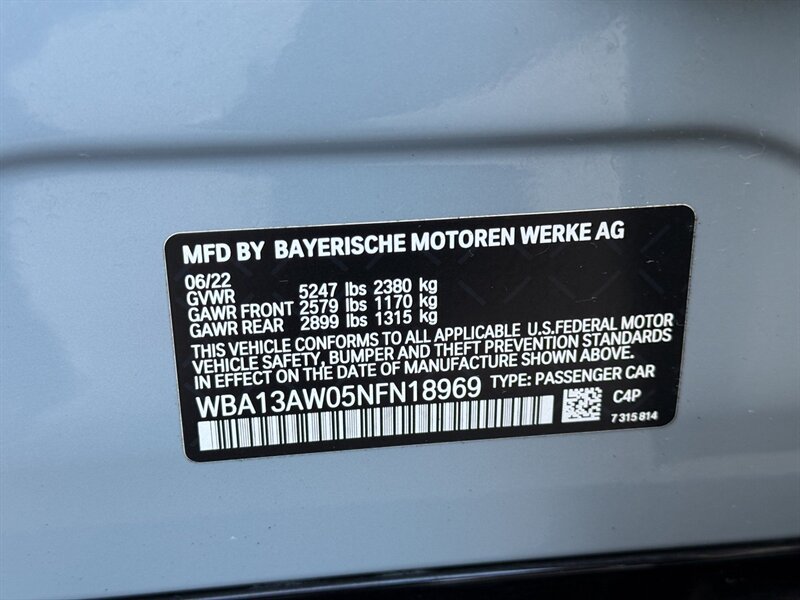 MFD BY BAYERISCHE MOTOREN WERKE AG
06/22
GVWR 5247 lbs 2380 kg
GAWR FRONT 2579 lbs 1170 kg
GAWR REAR 2899 lbs 1315 kg
THIS VEHICLE CONFORMS TO ALL APPLICABLE U.S.FEDERAL MOTOR
VEHICLE SAFETY, BUMPER AND THEFT PREVENTION STANDARDS
IN EFFECT ON THE DATE OF MANUFACTURE SHOWN ABOVE.
WBA13AW05NFN18969 TYPE: PASSENGER CAR
C4P
7 315 814